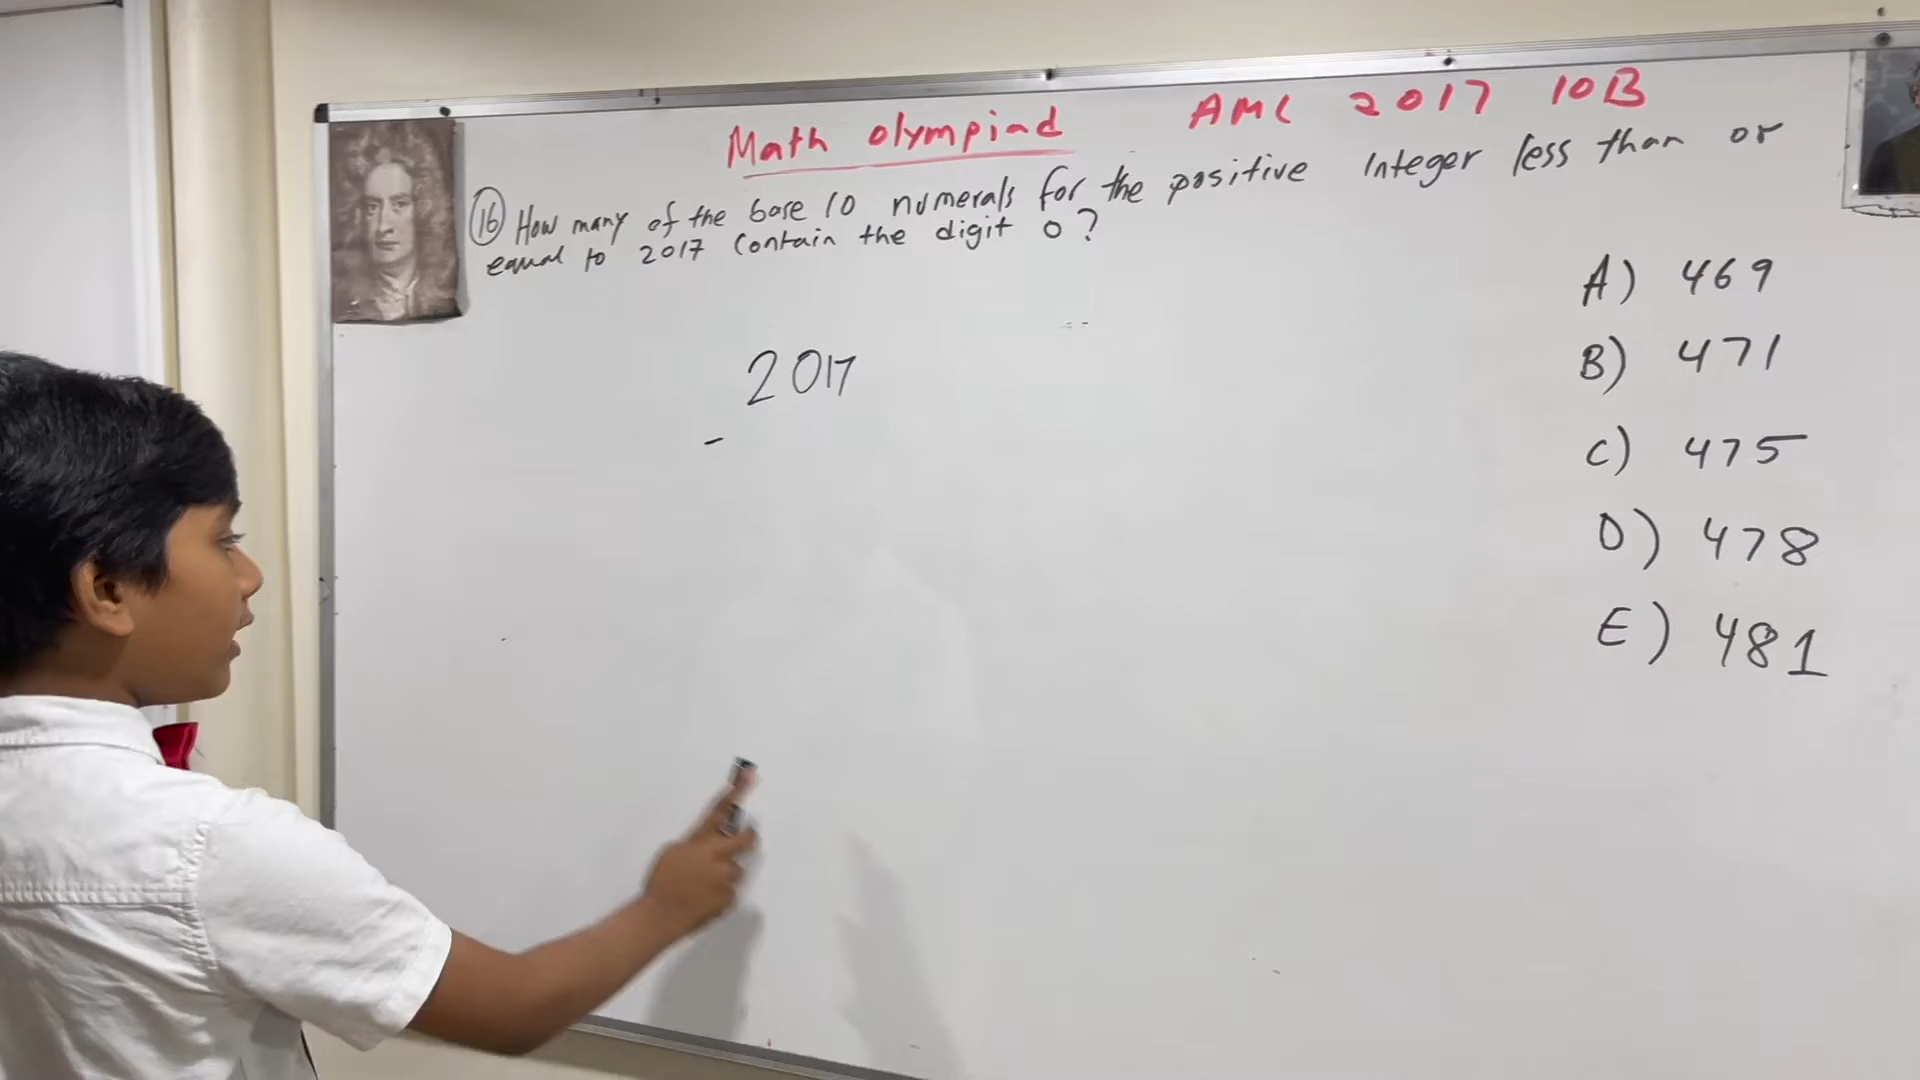 Math Olympiad AMC 2017 10B
16 How many of the base 10 numerals for the positive Integer less than or
equal to 2017 contain the digit 0?
2017
-
A) 469
B) 471
C) 475
D) 478
E) 481